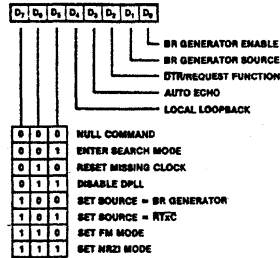 D₇ D₆ D₅ D₄ D₃ D₂ D₁ D₀
BR GENERATOR ENABLE
BR GENERATOR SOURCE
D̅T̅R̅/REQUEST FUNCTION
AUTO ECHO
LOCAL LOOPBACK
0 0 0 NULL COMMAND
0 0 1 ENTER SEARCH MODE
0 1 0 RESET MISSING CLOCK
0 1 1 DISABLE DPLL
1 0 0 SET SOURCE = BR GENERATOR
1 0 1 SET SOURCE = R̅T̅x̅C̅
1 1 0 SET FM MODE
1 1 1 SET NRZI MODE